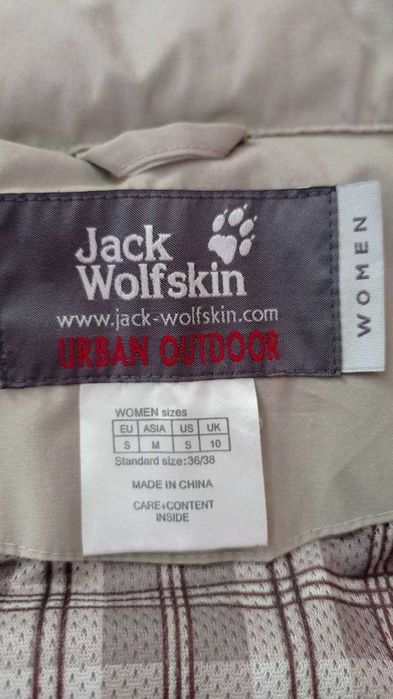 Jack
Wolfskin
www.jack-wolfskin.com
URBAN OUTDOOR
WOMEN
WOMEN sizes
EU ASIA US UK
S M S 10
Standard size:36/38
MADE IN CHINA
CARE+CONTENT
INSIDE